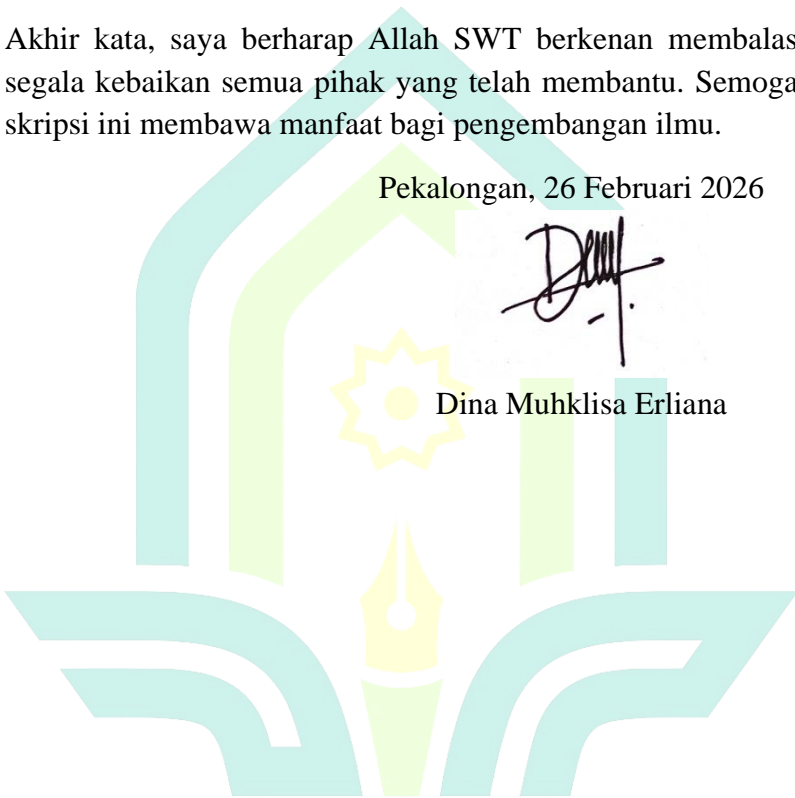 Akhir kata, saya berharap Allah SWT berkenan membalas
segala kebaikan semua pihak yang telah membantu. Semoga
skripsi ini membawa manfaat bagi pengembangan ilmu.
Pekalongan, 26 Februari 2026
Dina Muhklisa Erliana